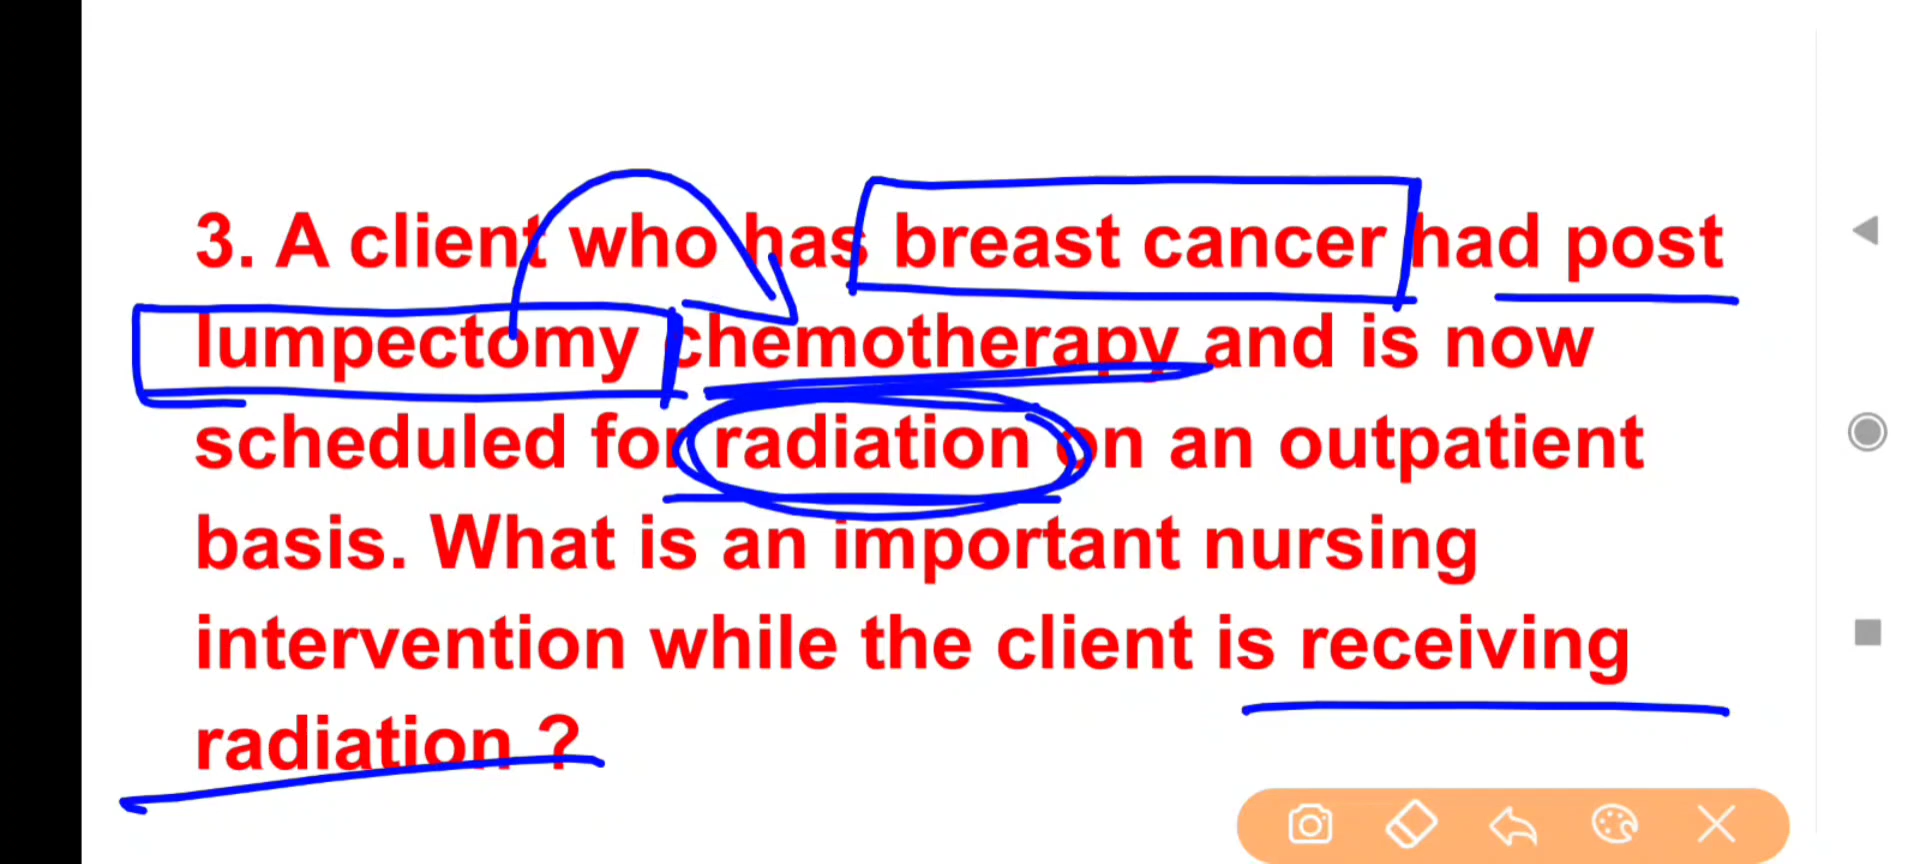 3. A client who has breast cancer had post
lumpectomy chemotherapy and is now
scheduled for radiation on an outpatient
basis. What is an important nursing
intervention while the client is receiving
radiation ?